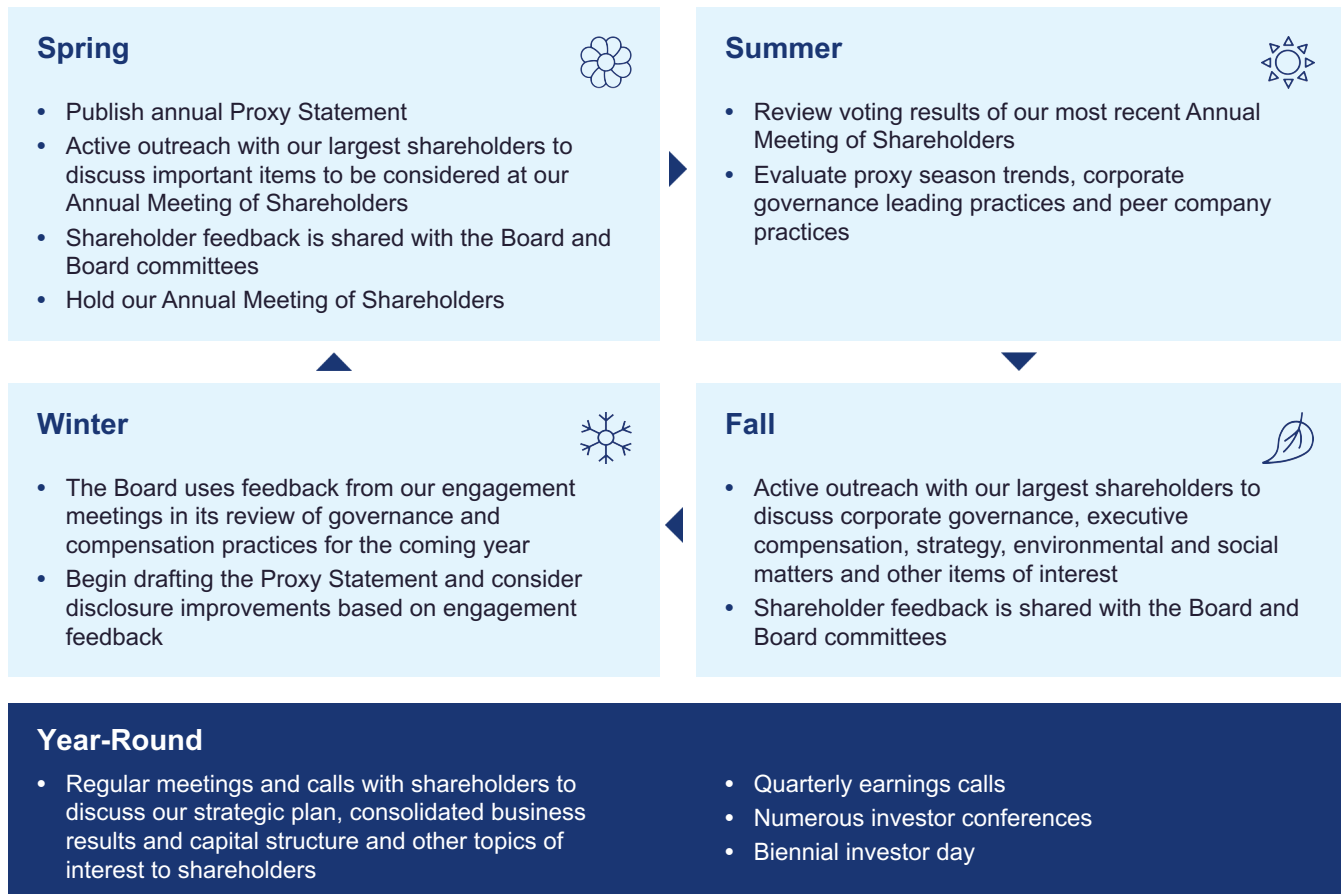 Spring
• Publish annual Proxy Statement
• Active outreach with our largest shareholders to
discuss important items to be considered at our
Annual Meeting of Shareholders
• Shareholder feedback is shared with the Board and
Board committees
• Hold our Annual Meeting of Shareholders
Summer
• Review voting results of our most recent Annual
Meeting of Shareholders
• Evaluate proxy season trends, corporate
governance leading practices and peer company
practices
Winter
• The Board uses feedback from our engagement
meetings in its review of governance and
compensation practices for the coming year
• Begin drafting the Proxy Statement and consider
disclosure improvements based on engagement
feedback
Fall
• Active outreach with our largest shareholders to
discuss corporate governance, executive
compensation, strategy, environmental and social
matters and other items of interest
• Shareholder feedback is shared with the Board and
Board committees
Year-Round
• Regular meetings and calls with shareholders to
discuss our strategic plan, consolidated business
results and capital structure and other topics of
interest to shareholders
• Quarterly earnings calls
• Numerous investor conferences
• Biennial investor day